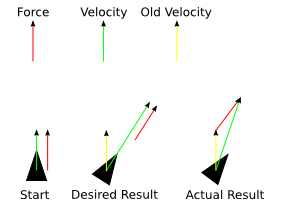 Force Velocity Old Velocity
Start Desired Result Actual Result